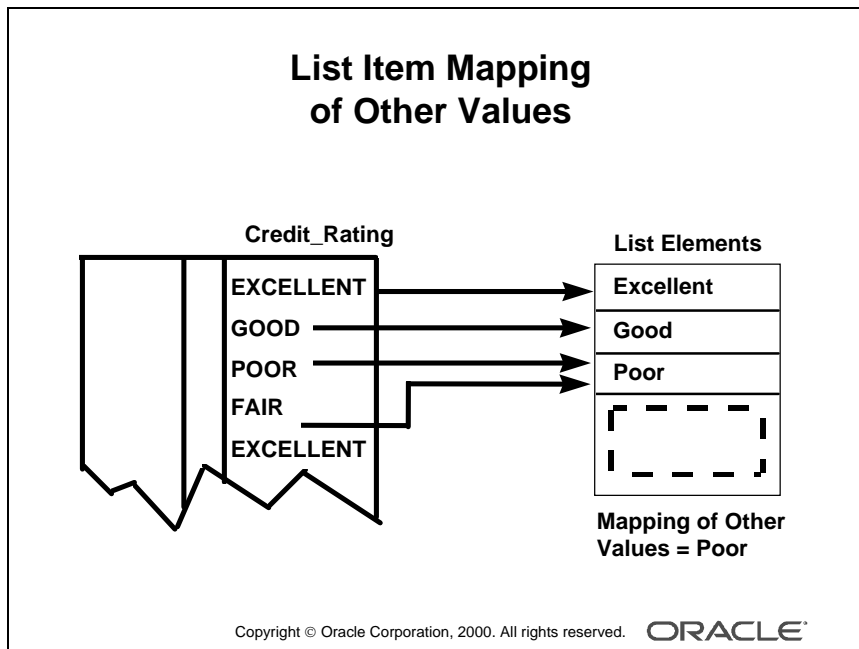 List Item Mapping
of Other Values
Credit_Rating
EXCELLENT
GOOD
POOR
FAIR
EXCELLENT
List Elements
Excellent
Good
Poor
Mapping of Other
Values = Poor
Copyright © Oracle Corporation, 2000. All rights reserved. ORACLE®